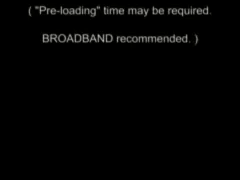 ( "Pre-loading" time may be required.
BROADBAND recommended. )